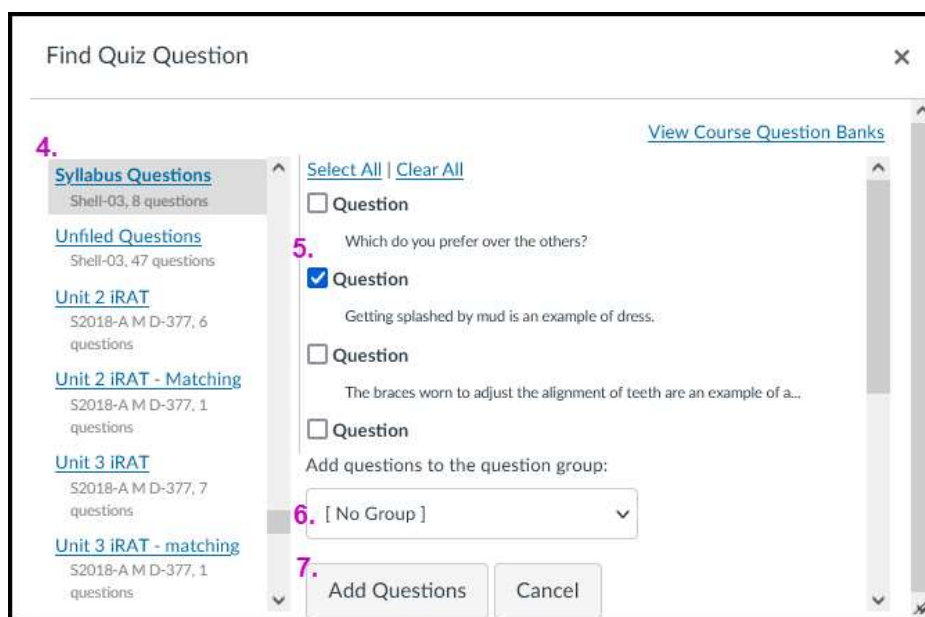 Find Quiz Question
×
View Course Question Banks
4.
Syllabus Questions
Shell-03, 8 questions
Unfiled Questions
Shell-03, 47 questions
Unit 2 iRAT
S2018-A M D-377, 6
questions
Unit 2 iRAT - Matching
S2018-A M D-377, 1
questions
Unit 3 iRAT
S2018-A M D-377, 7
questions
Unit 3 iRAT - matching
S2018-A M D-377, 1
questions
Select All | Clear All
Question
Which do you prefer over the others?
5.
Question
Getting splashed by mud is an example of dress.
Question
The braces worn to adjust the alignment of teeth are an example of a...
Question
Add questions to the question group:
6. [ No Group ]
7.
Add Questions Cancel